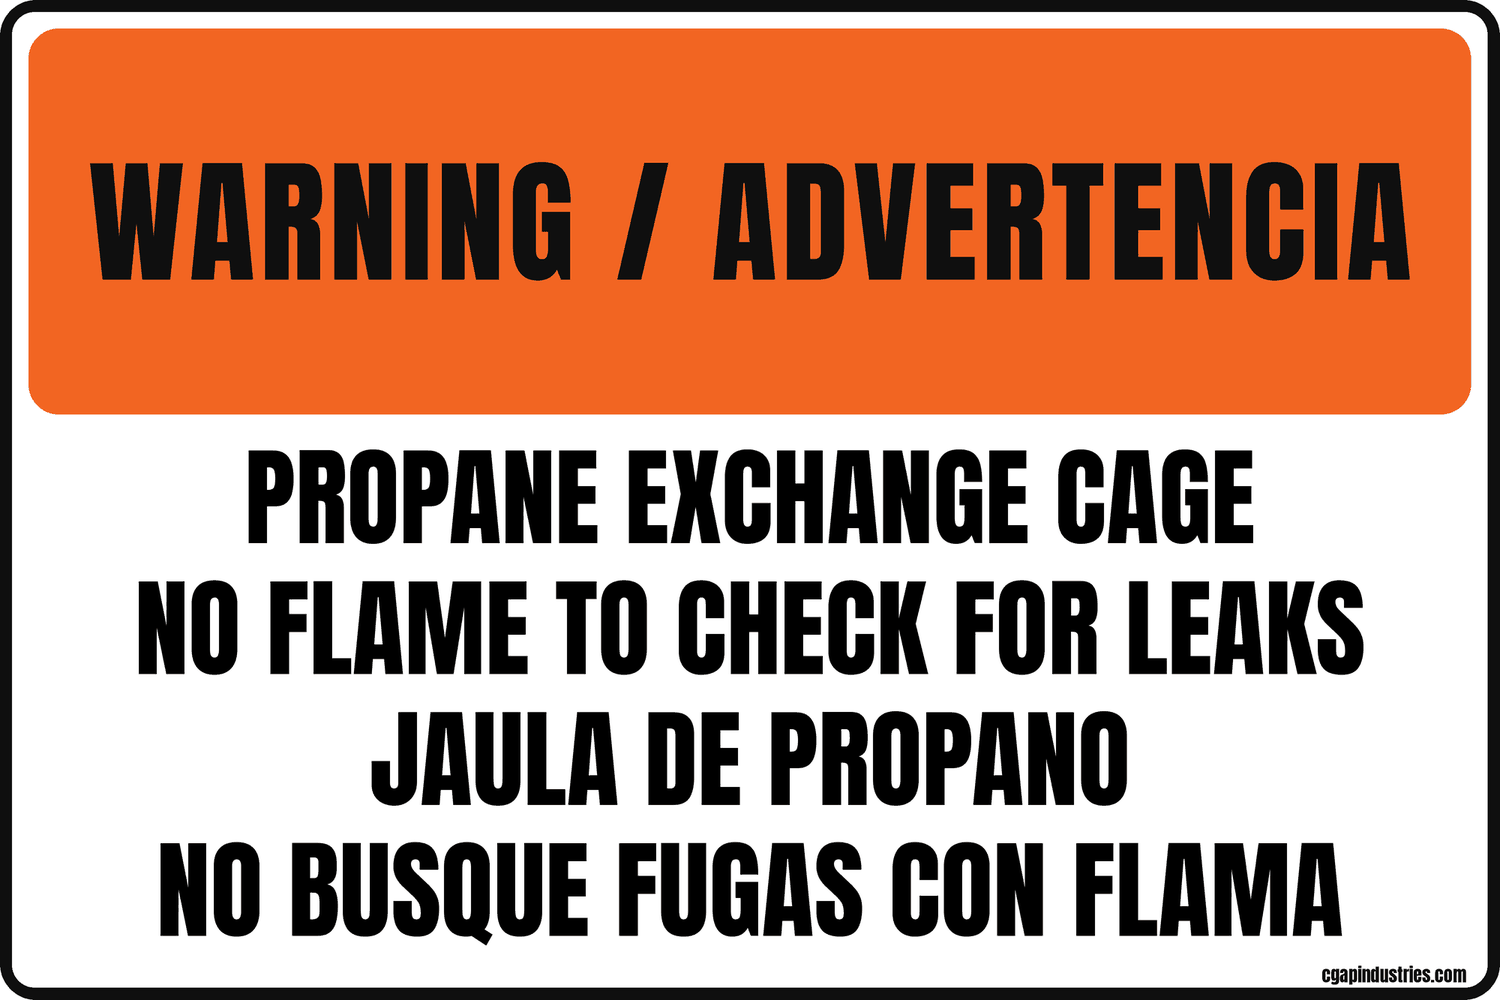 WARNING / ADVERTENCIA
PROPANE EXCHANGE CAGE
NO FLAME TO CHECK FOR LEAKS
JAULA DE PROPANO
NO BUSQUE FUGAS CON FLAMA
cgapindustries.com